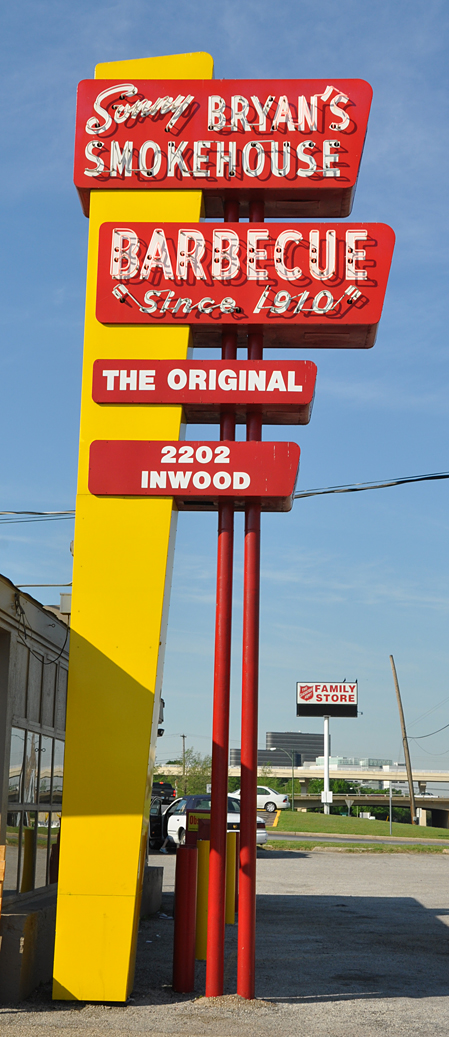 Sonny BRYAN'S
SMOKEHOUSE
BARBECUE
"Since 1910"
THE ORIGINAL
2202
INWOOD
FAMILY
STORE